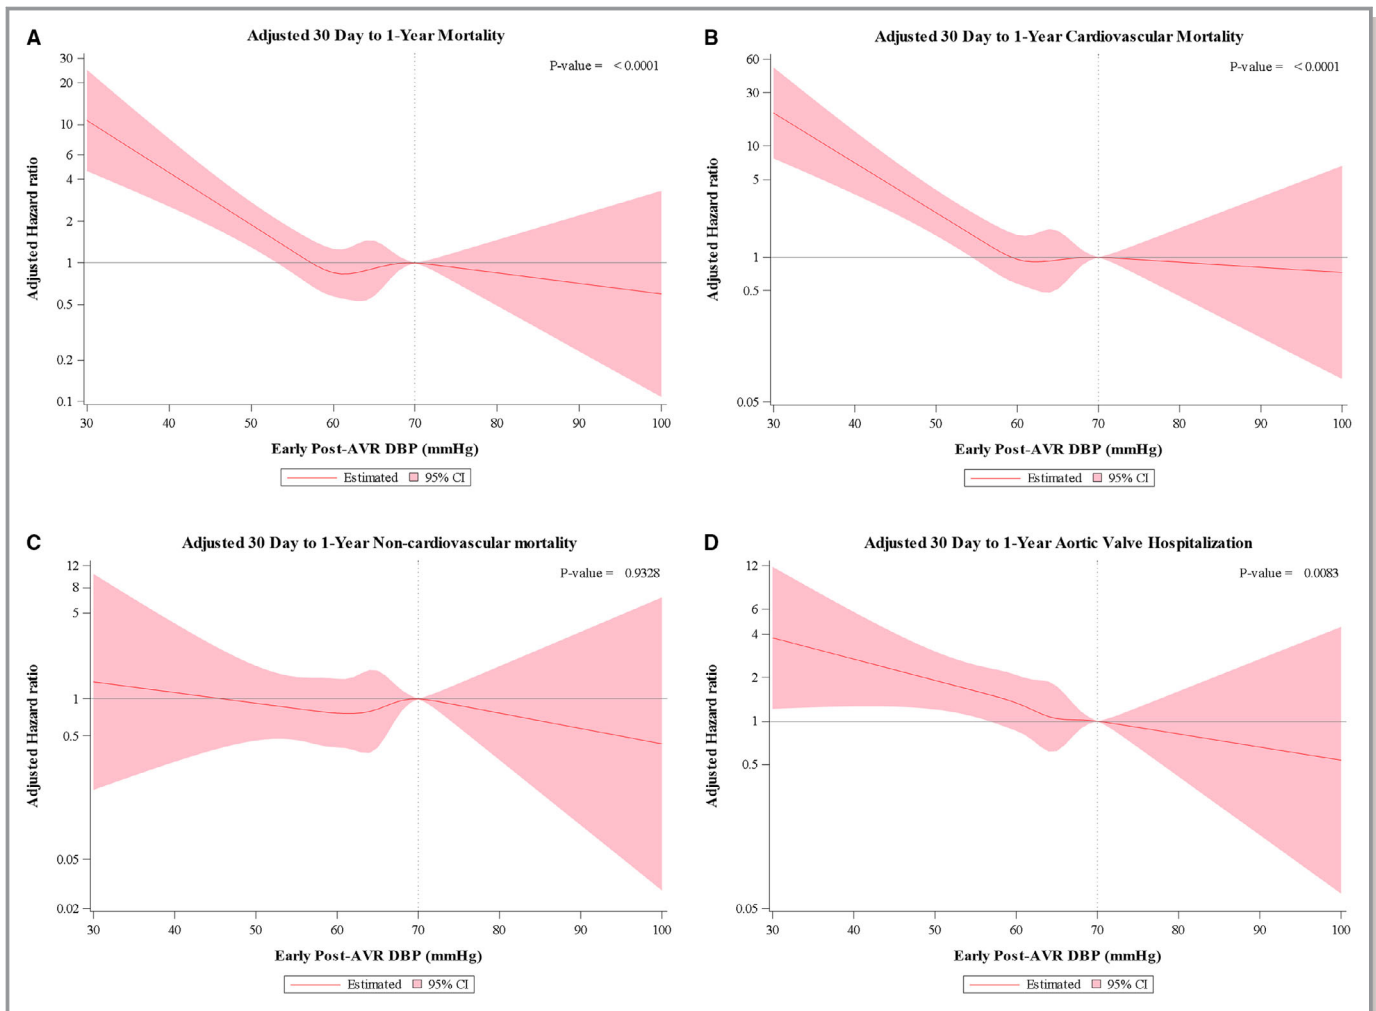 A
Adjusted 30 Day to 1-Year Mortality
P-value = < 0.0001
Adjusted Hazard ratio
30
20
10
6
4
2
1
0.5
0.2
0.1
30 40 50 60 70 80 90 100
Early Post-AVR DBP (mmHg)
Estimated 95% CI
B
Adjusted 30 Day to 1-Year Cardiovascular Mortality
P-value = < 0.0001
Adjusted Hazard ratio
60
30
10
5
1
0.5
0.05
30 40 50 60 70 80 90 100
Early Post-AVR DBP (mmHg)
Estimated 95% CI
C
Adjusted 30 Day to 1-Year Non-cardiovascular mortality
P-value = 0.9328
Adjusted Hazard ratio
12
8
5
1
0.5
0.05
0.02
30 40 50 60 70 80 90 100
Early Post-AVR DBP (mmHg)
Estimated 95% CI
D
Adjusted 30 Day to 1-Year Aortic Valve Hospitalization
P-value = 0.0083
Adjusted Hazard ratio
12
6
4
2
1
0.5
0.05
30 40 50 60 70 80 90 100
Early Post-AVR DBP (mmHg)
Estimated 95% CI